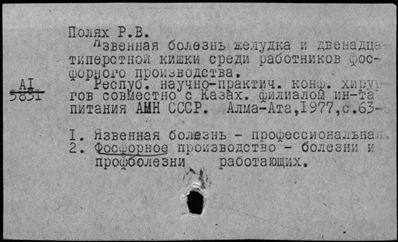 Полях Р.В.
Язвенная болезнь желудка и двенадца-
типерстной кишки среди работников фос-
форного производства.
АI
5831
Респуб. научно-практич. конф. хирур-
гов совместно с Казах. филиалом ин-та
питания АМН СССР. Алма-Ата,1977,с.63-
1. Язвенная болезнь - профессиональная.
2. Фосфорное производство - болезни и
профболезни работающих.